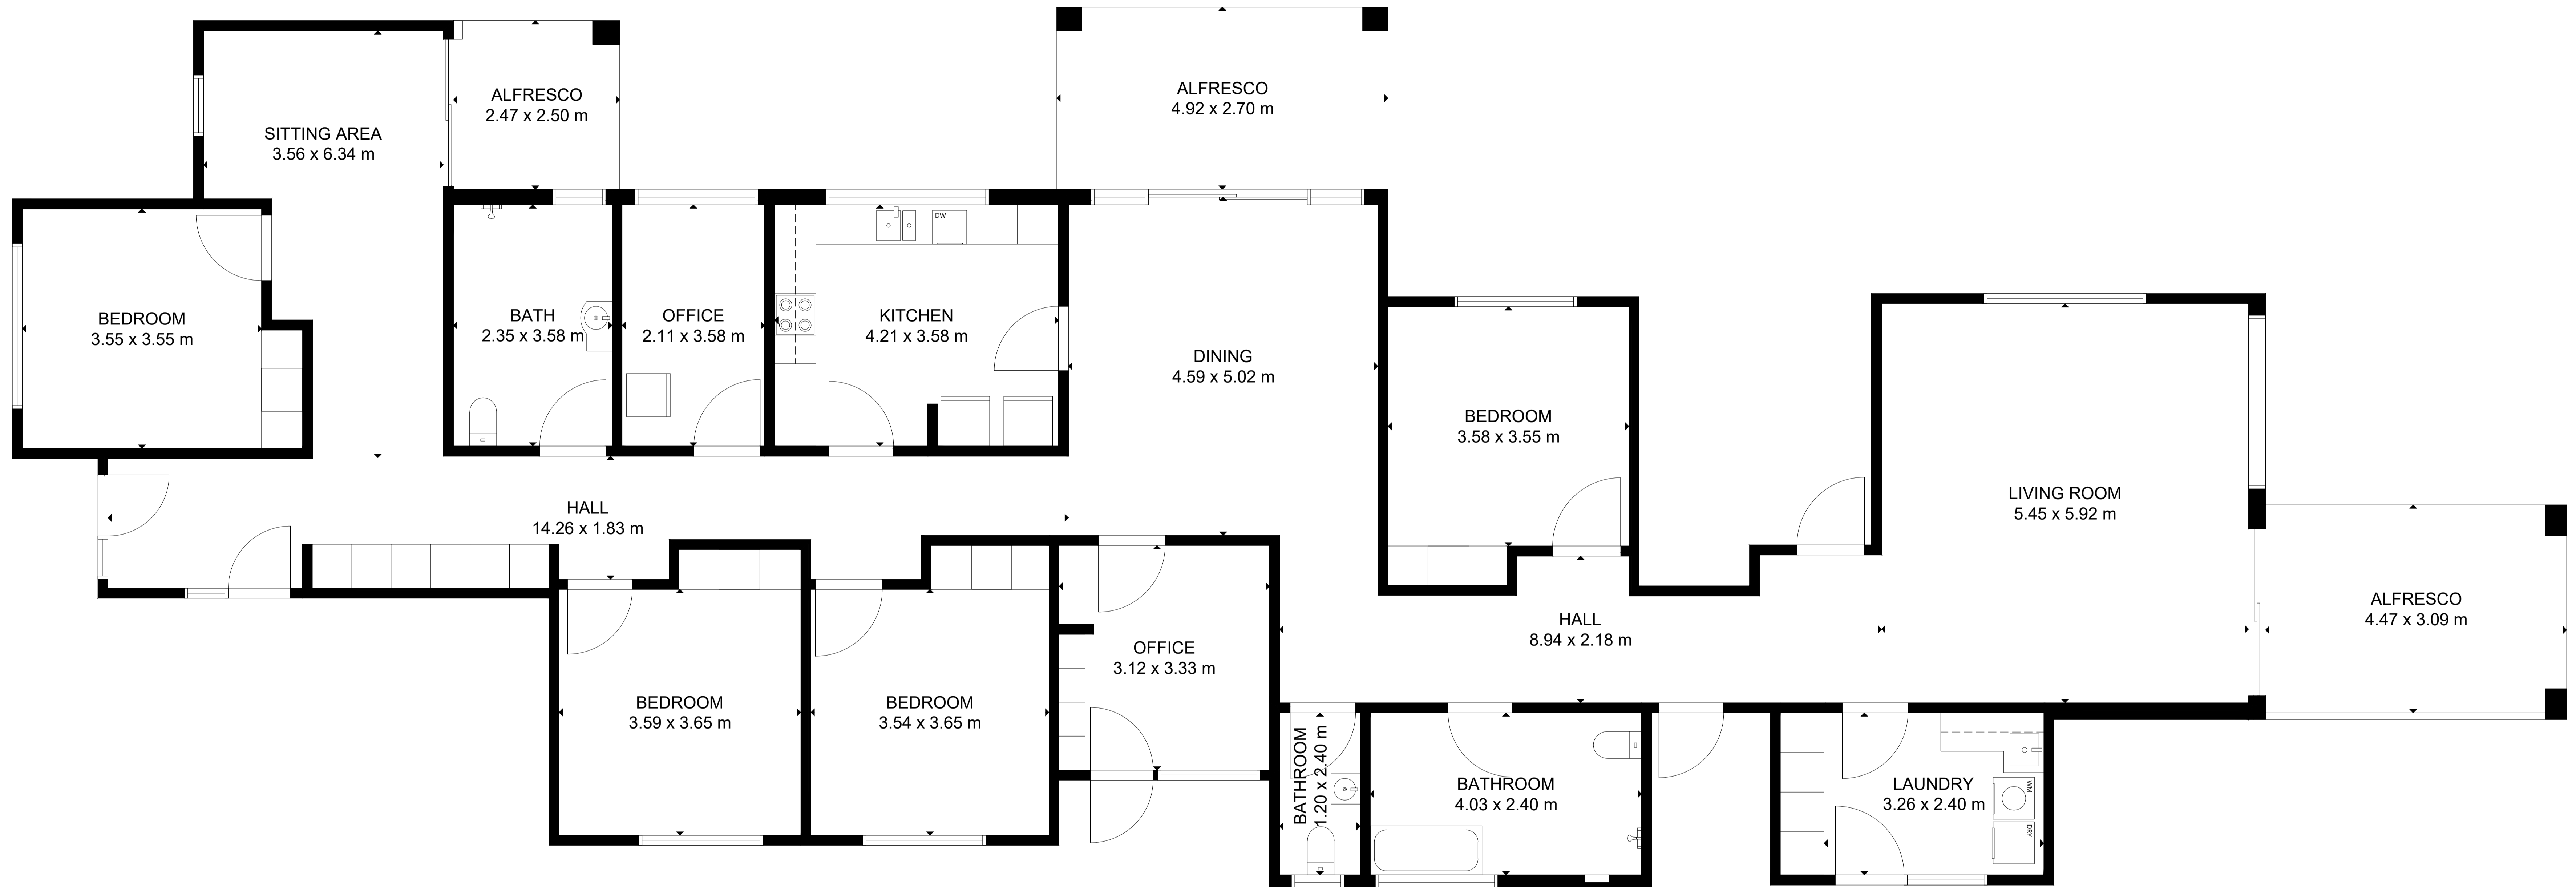 ALFRESCO
4.92 x 2.70 m
ALFRESCO
2.47 x 2.50 m
SITTING AREA
3.56 x 6.34 m
DW
BEDROOM
3.55 x 3.55 m
BATH
2.35 x 3.58 m
OFFICE
2.11 x 3.58 m
KITCHEN
4.21 x 3.58 m
DINING
4.59 x 5.02 m
BEDROOM
3.58 x 3.55 m
LIVING ROOM
5.45 x 5.92 m
HALL
14.26 x 1.83 m
ALFRESCO
4.47 x 3.09 m
HALL
8.94 x 2.18 m
OFFICE
3.12 x 3.33 m
BEDROOM
3.59 x 3.65 m
BEDROOM
3.54 x 3.65 m
BATHROOM
1.20 x 2.40 m
BATHROOM
4.03 x 2.40 m
LAUNDRY
3.26 x 2.40 m
WM
DRY